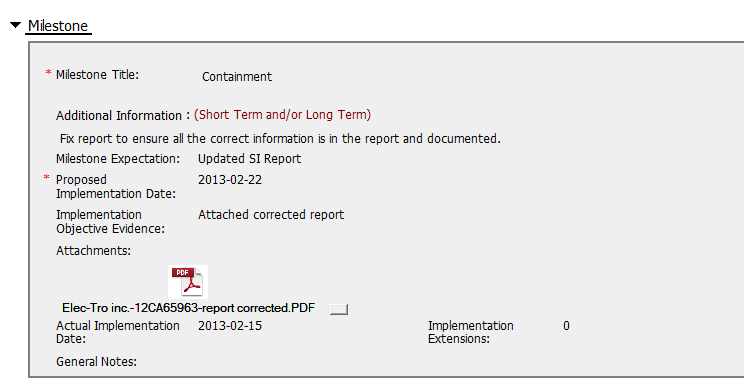 Milestone
* Milestone Title: Containment
Additional Information : (Short Term and/or Long Term)
Fix report to ensure all the correct information is in the report and documented.
Milestone Expectation: Updated SI Report
* Proposed 2013-02-22
Implementation Date:
Implementation Attached corrected report
Objective Evidence:
Attachments:
PDF
Elec-Tro inc.-12CA65963-report corrected.PDF
Actual Implementation 2013-02-15 Implementation 0
Date: Extensions:
General Notes: